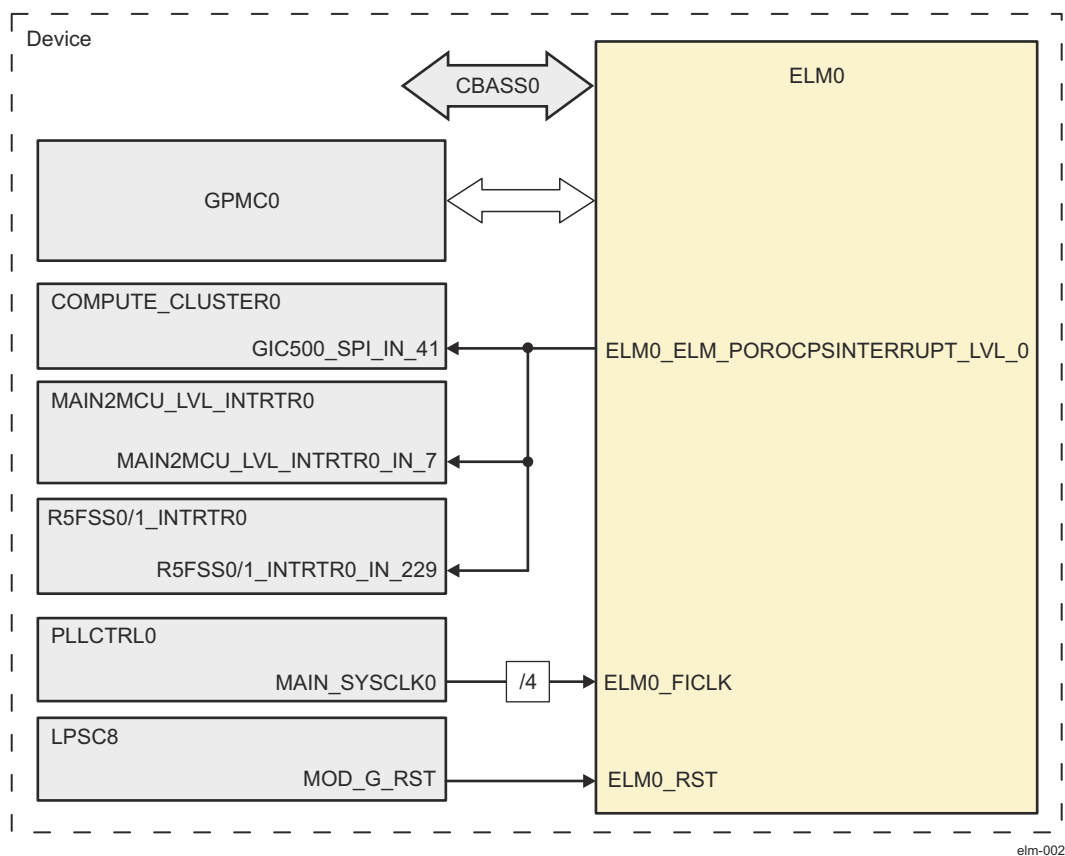 Device
CBASS0
ELM0
GPMC0
COMPUTE_CLUSTER0
GIC500_SPI_IN_41
ELM0_ELM_POROCPSINTERRUPT_LVL_0
MAIN2MCU_LVL_INTRTR0
MAIN2MCU_LVL_INTRTR0_IN_7
R5FSS0/1_INTRTR0
R5FSS0/1_INTRTR0_IN_229
PLLCTRL0
MAIN_SYSCLK0
/4
ELM0_FICLK
LPSC8
MOD_G_RST
ELM0_RST
elm-002